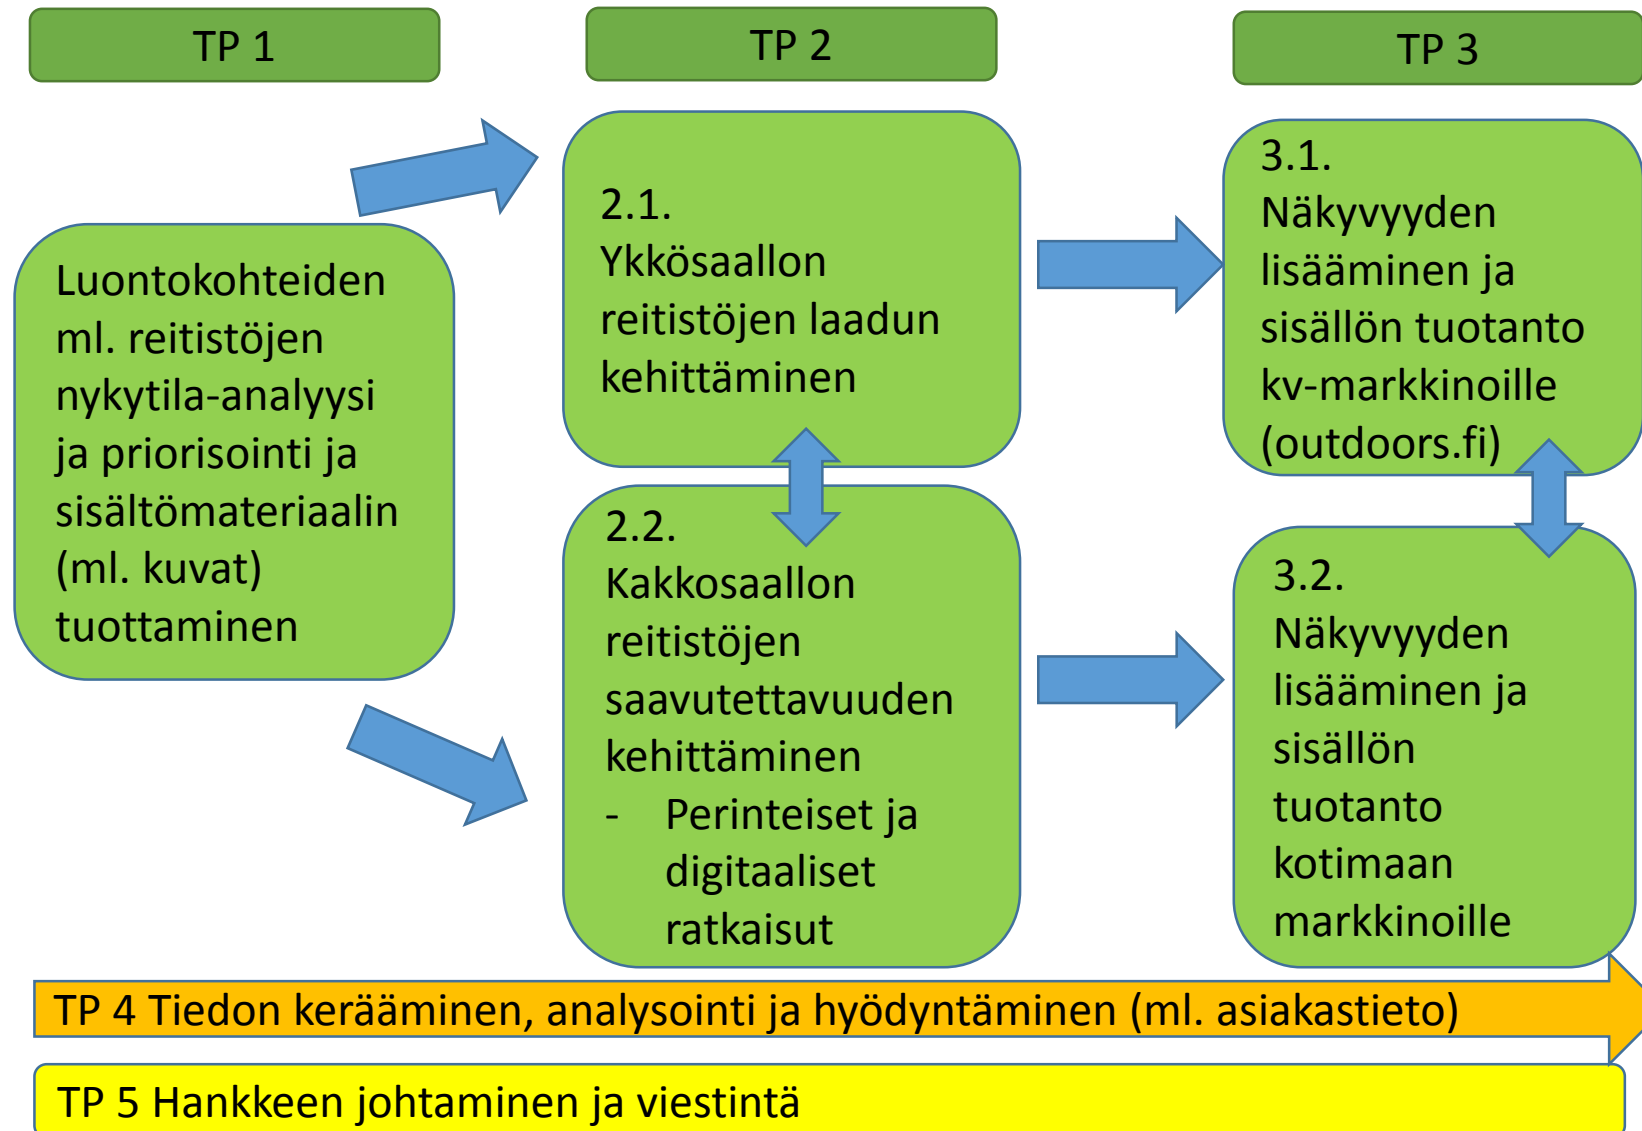 TP 1
TP 2
TP 3
Luontokohteiden
ml. reitistöjen
nykytila-analyysi
ja priorisointi ja
sisältömateriaalin
(ml. kuvat)
tuottaminen
2.1.
Ykkösaallon
reitistöjen laadun
kehittäminen
2.2.
Kakkosaallon
reitistöjen
saavutettavuuden
kehittäminen
- Perinteiset ja
digitaaliset
ratkaisut
3.1.
Näkyvyyden
lisääminen ja
sisällön tuotanto
kv-markkinoille
(outdoors.fi)
3.2.
Näkyvyyden
lisääminen ja
sisällön
tuotanto
kotimaan
markkinoille
TP 4 Tiedon kerääminen, analysointi ja hyödyntäminen (ml. asiakastieto)
TP 5 Hankkeen johtaminen ja viestintä